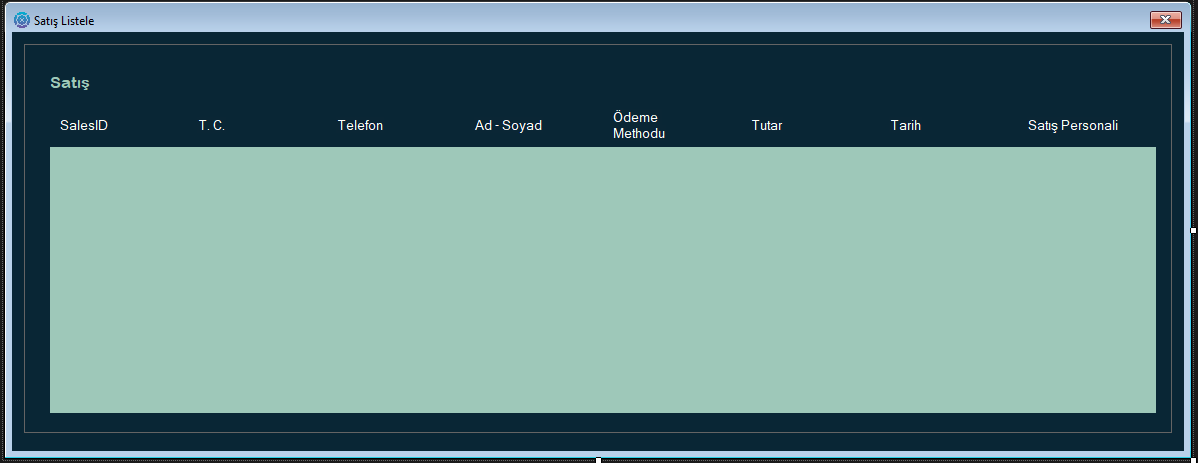 Satış Listele
Satış
SalesID T. C. Telefon Ad - Soyad Ödeme Methodu Tutar Tarih Satış Personali